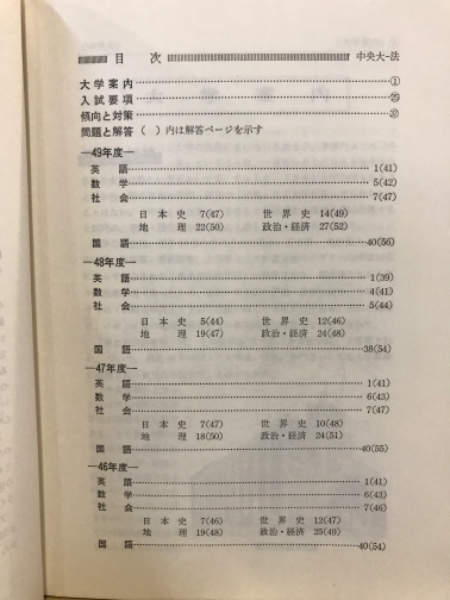 目 次 中央大-法
大学案内…①
入試要項…㉕
傾向と対策…㉜
問題と解答 ( )内は解答ページを示す
—49年度—
英語…1(41)
数学…5(42)
社会…7(47)
日本史 7(47) 世界史 14(49)
地理 22(50) 政治・経済 27(52)
国語…40(56)
—48年度—
英語…1(39)
数学…4(41)
社会…5(44)
日本史 5(44) 世界史 12(46)
地理 19(47) 政治・経済 24(48)
国語…38(54)
—47年度—
英語…1(41)
数学…6(43)
社会…7(47)
日本史 7(47) 世界史 10(48)
地理 18(50) 政治・経済 24(51)
国語…40(55)
—46年度—
英語…1(41)
数学…6(43)
社会…7(46)
日本史 7(46) 世界史 12(47)
地理 19(48) 政治・経済 25(49)
国語…40(54)